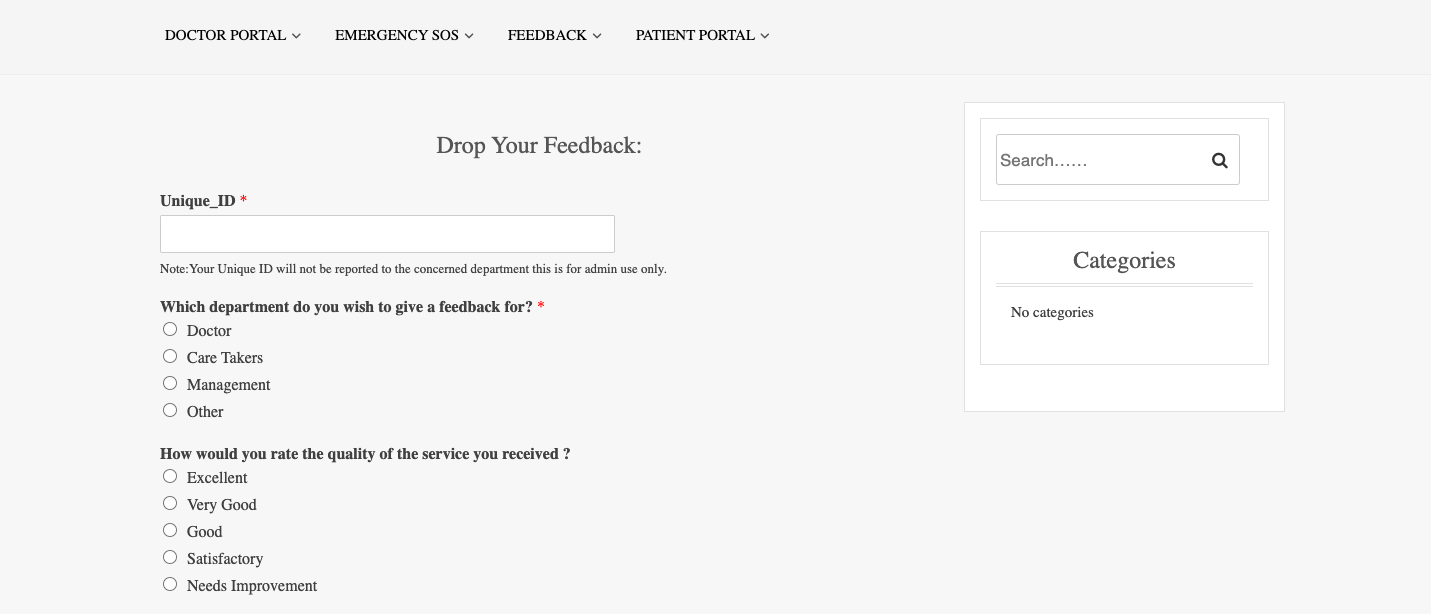 DOCTOR PORTAL EMERGENCY SOS FEEDBACK PATIENT PORTAL
Drop Your Feedback:
Unique_ID *
Note:Your Unique ID will not be reported to the concerned department this is for admin use only.
Which department do you wish to give a feedback for? *
Doctor
Care Takers
Management
Other
How would you rate the quality of the service you received ?
Excellent
Very Good
Good
Satisfactory
Needs Improvement
Search......
Categories
No categories